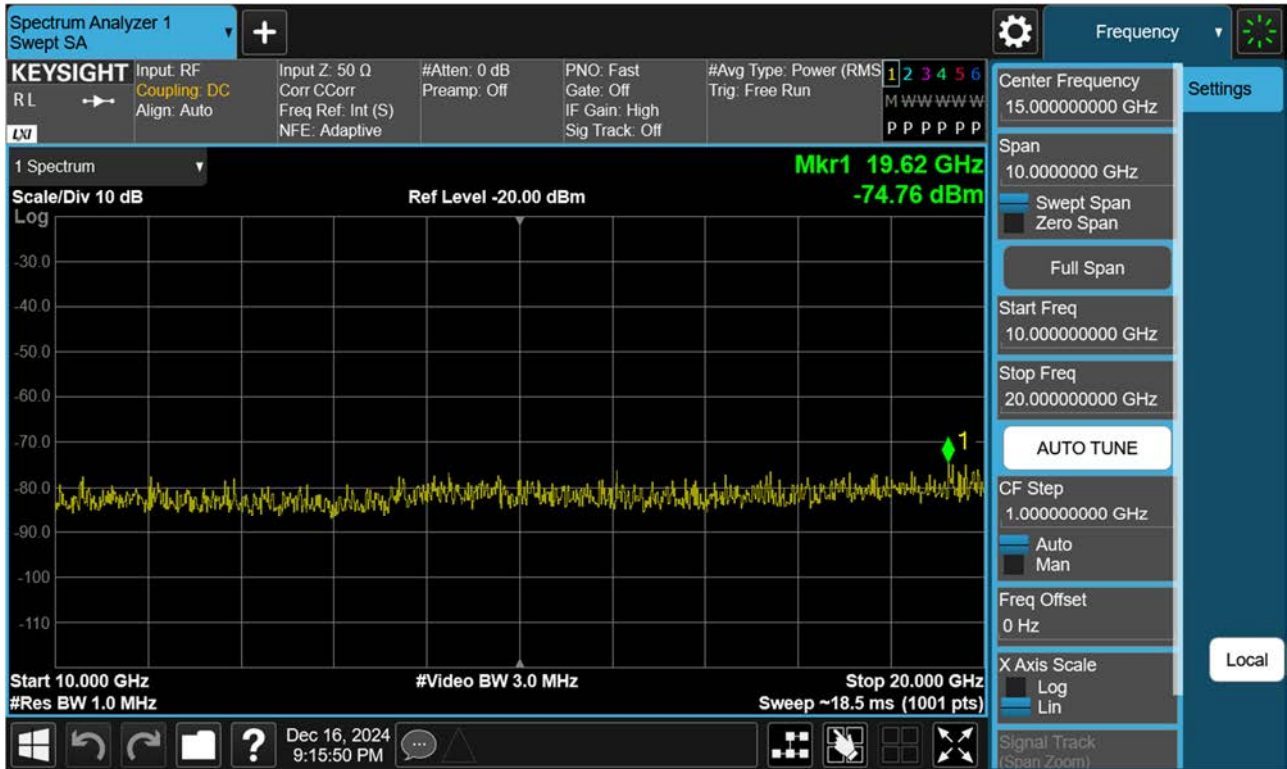 Spectrum Analyzer 1
Swept SA
Frequency
KEYSIGHT
R L
LXI
Input: RF
Coupling: DC
Align: Auto
Input Z: 50 Ω
Corr CCorr
Freq Ref: Int (S)
NFE: Adaptive
#Atten: 0 dB
Preamp: Off
PNO: Fast
Gate: Off
IF Gain: High
Sig Track: Off
#Avg Type: Power (RMS
Trig: Free Run
1 2 3 4 5 6
M W W W W W
P P P P P P
1 Spectrum
Scale/Div 10 dB
Ref Level -20.00 dBm
Mkr1 19.62 GHz
-74.76 dBm
Log
-30.0
-40.0
-50.0
-60.0
-70.0
-80.0
-90.0
-100
-110
1
Start 10.000 GHz
#Res BW 1.0 MHz
#Video BW 3.0 MHz
Stop 20.000 GHz
Sweep ~18.5 ms (1001 pts)
Center Frequency
15.000000000 GHz
Span
10.0000000 GHz
Swept Span
Zero Span
Full Span
Start Freq
10.000000000 GHz
Stop Freq
20.000000000 GHz
AUTO TUNE
CF Step
1.000000000 GHz
Auto
Man
Freq Offset
0 Hz
X Axis Scale
Log
Lin
Signal Track
(Span Zoom)
Settings
Local
?
Dec 16, 2024
9:15:50 PM